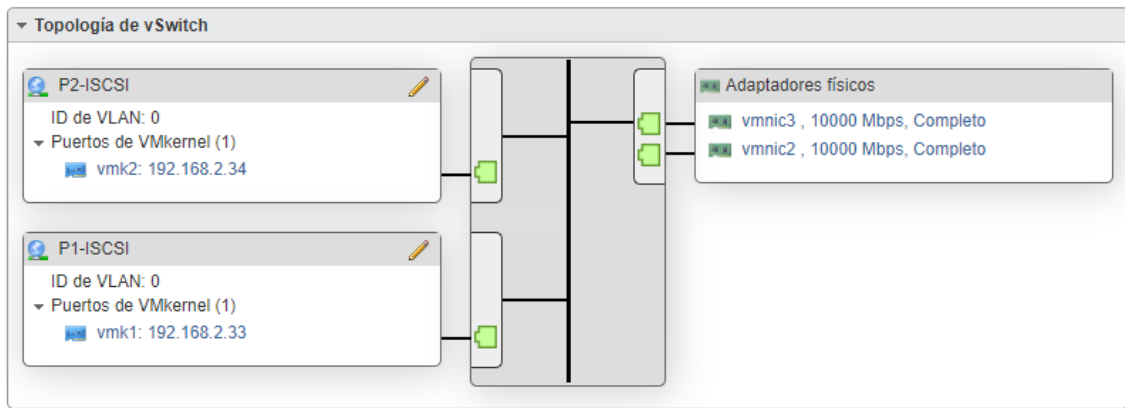 Topología de vSwitch
P2-ISCSI
ID de VLAN: 0
Puertos de VMkernel (1)
vmk2: 192.168.2.34
P1-ISCSI
ID de VLAN: 0
Puertos de VMkernel (1)
vmk1: 192.168.2.33
Adaptadores físicos
vmnic3 , 10000 Mbps, Completo
vmnic2 , 10000 Mbps, Completo